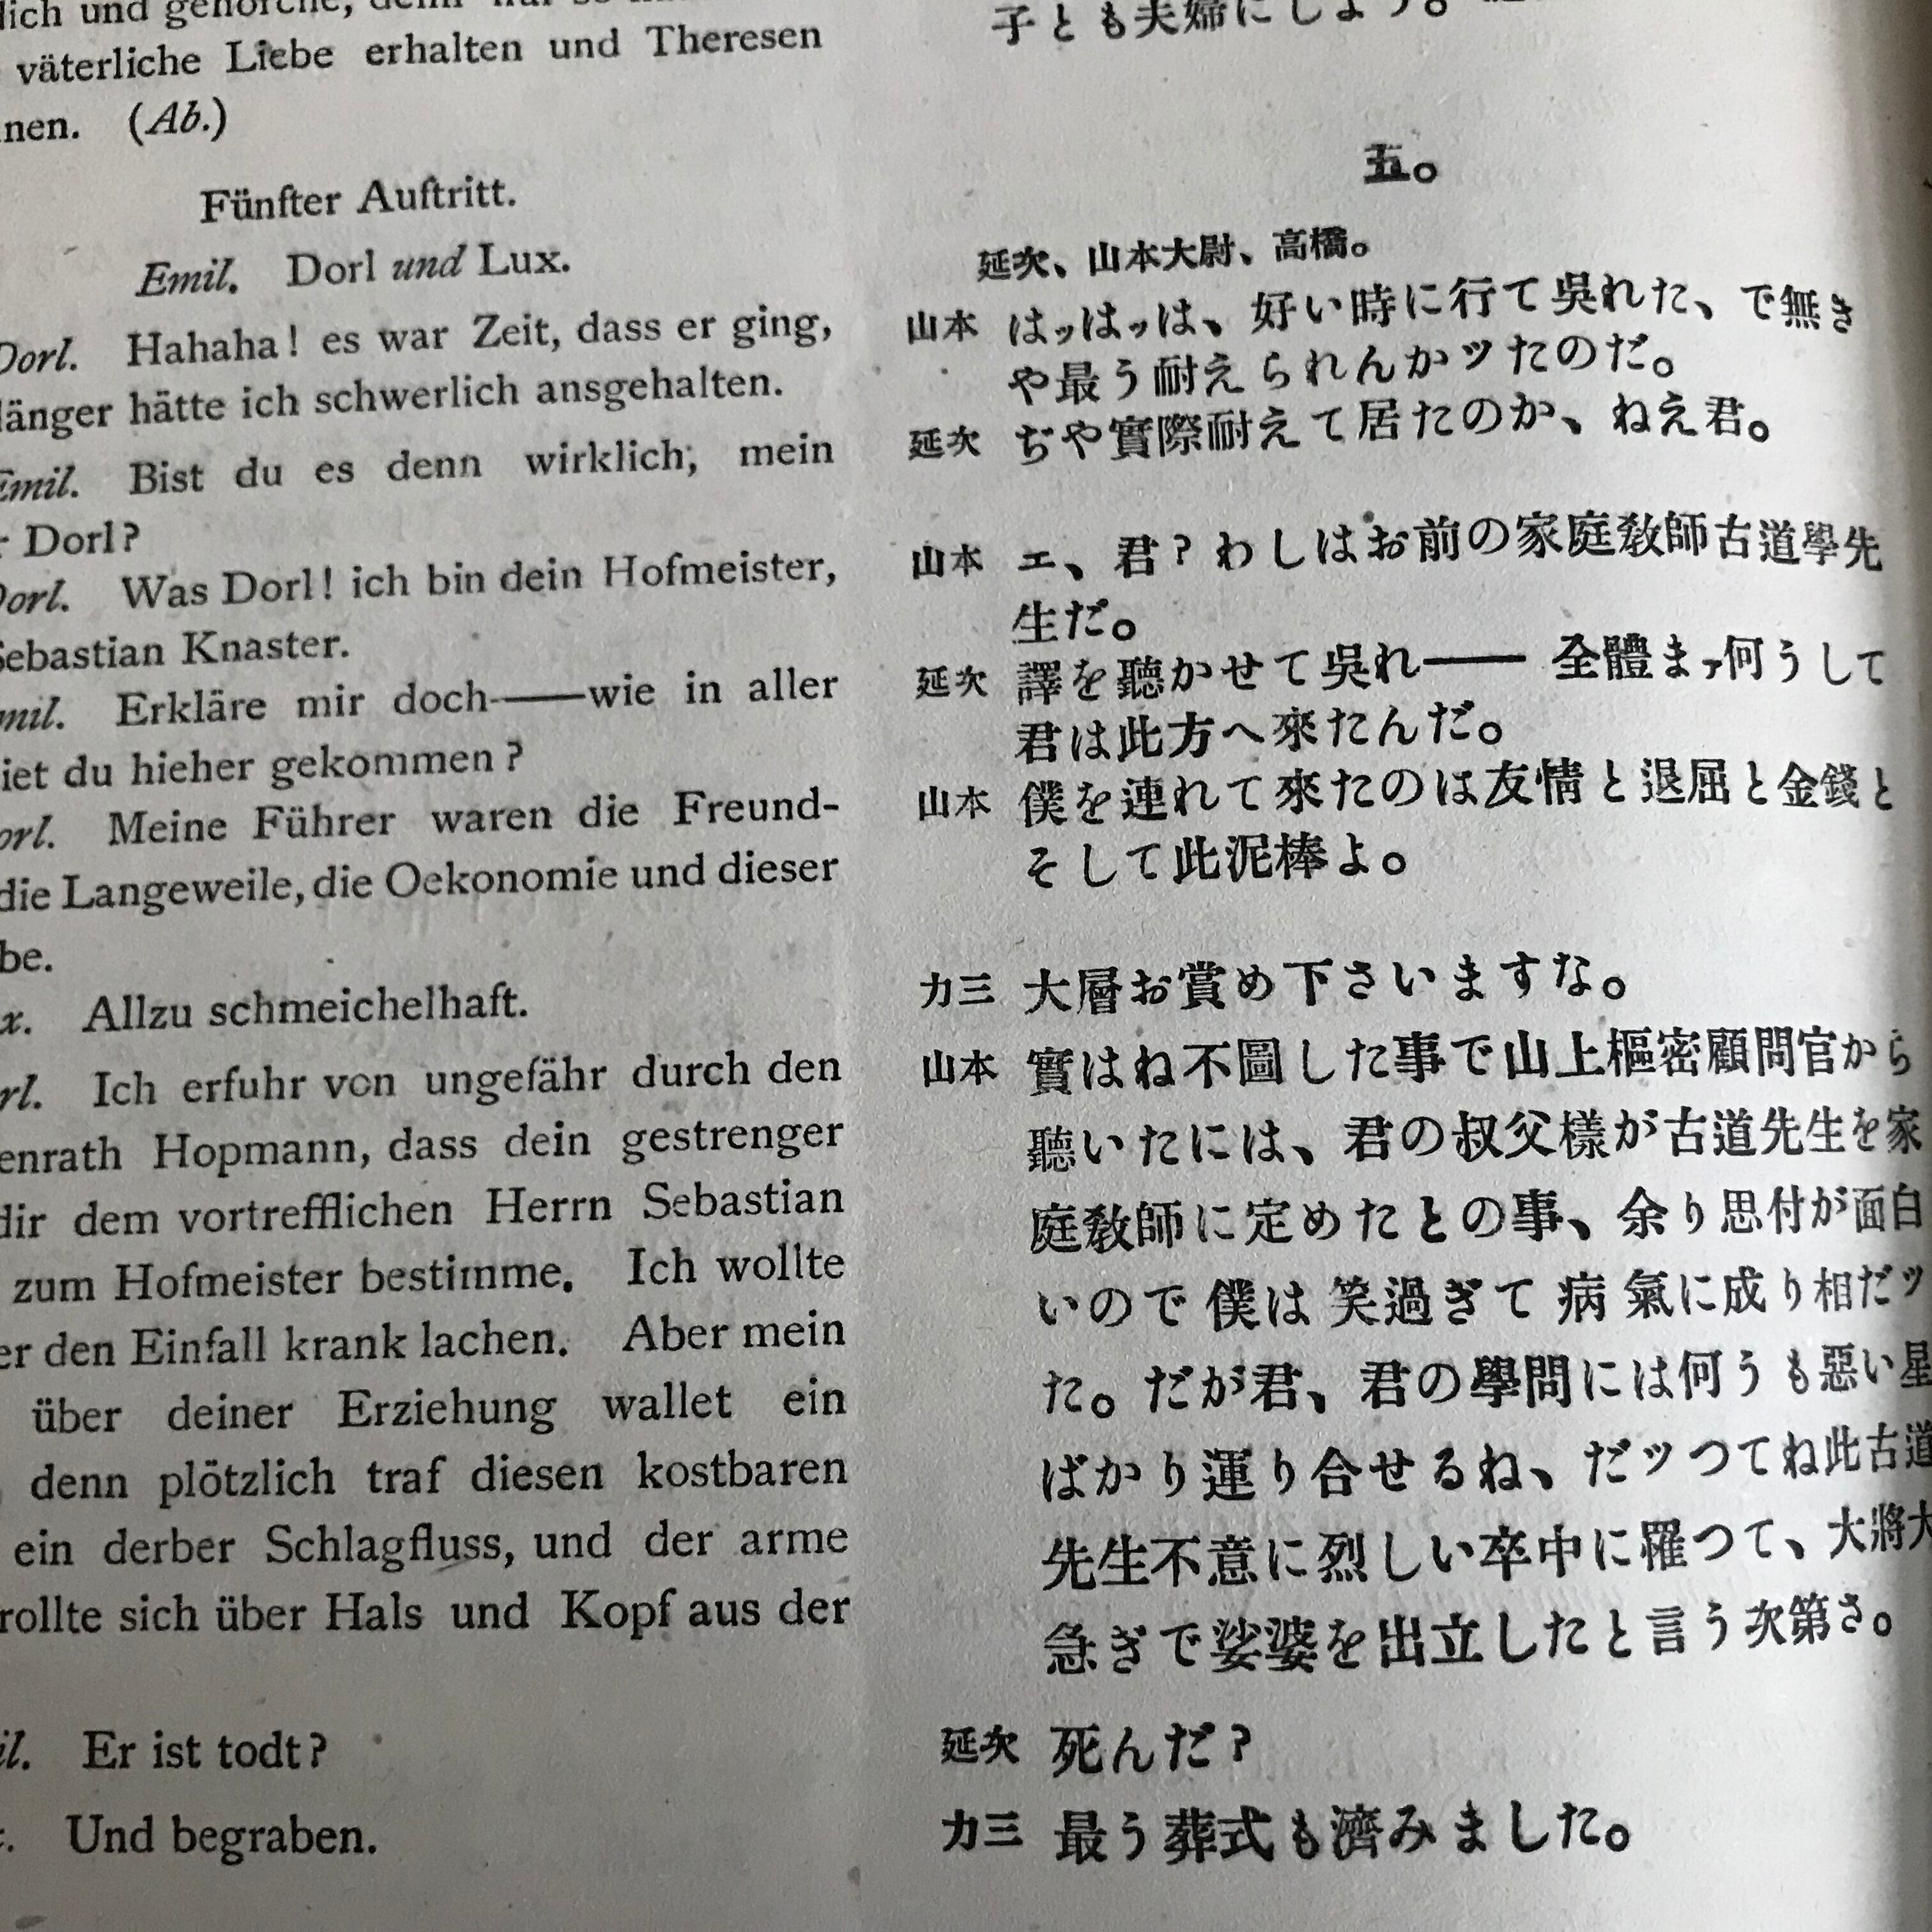 väterliche Liebe erhalten und Theresen
nen. (Ab.)
Fünfter Auftritt.
Emil. Dorl und Lux.
Dorl. Hahaha! es war Zeit, dass er ging,
länger hätte ich schwerlich ansgehalten.
Emil. Bist du es denn wirklich, mein
r Dorl?
Dorl. Was Dorl! ich bin dein Hofmeister,
Sebastian Knaster.
mil. Erkläre mir doch——wie in aller
iet du hieher gekommen?
orl. Meine Führer waren die Freund-
die Langeweile, die Oekonomie und dieser
be.
x. Allzu schmeichelhaft.
rl. Ich erfuhr von ungefähr durch den
enrath Hopmann, dass dein gestrenger
dir dem vortrefflichen Herrn Sebastian
zum Hofmeister bestimme. Ich wollte
er den Einfall krank lachen. Aber mein
über deiner Erziehung wallet ein
denn plötzlich traf diesen kostbaren
ein derber Schlagfluss, und der arme
rollte sich über Hals und Kopf aus der
il. Er ist todt?
Und begraben.
子とも夫婦にしよう。
五。
延次、山本大尉、高橋。
山本 はッはッは、好い時に行て呉れた、で無き
や最う耐えられんかッたのだ。
延次 ぢや實際耐えて居たのか、ねえ君。
山本 エ、君?わしはお前の家庭敎師古道學先
生だ。
延次 譯を聽かせて呉れ—— 全體まァ何うして
君は此方へ來たんだ。
山本 僕を連れて來たのは友情と退屈と金錢と
そして此泥棒よ。
力三 大層お賞め下さいますな。
山本 實はね不圖した事で山上樞密顧問官から
聽いたには、君の叔父樣が古道先生を家
庭敎師に定めたとの事、余り思付が面白
いので僕は笑過ぎて病氣に成り相だッ
た。だが君、君の學問には何うも惡い星
ばかり運り合せるね、だッつてね此古道
先生不意に烈しい卒中に罹つて、大將大
急ぎで娑婆を出立したと言う次第さ。
延次 死んだ?
力三 最う葬式も濟みました。